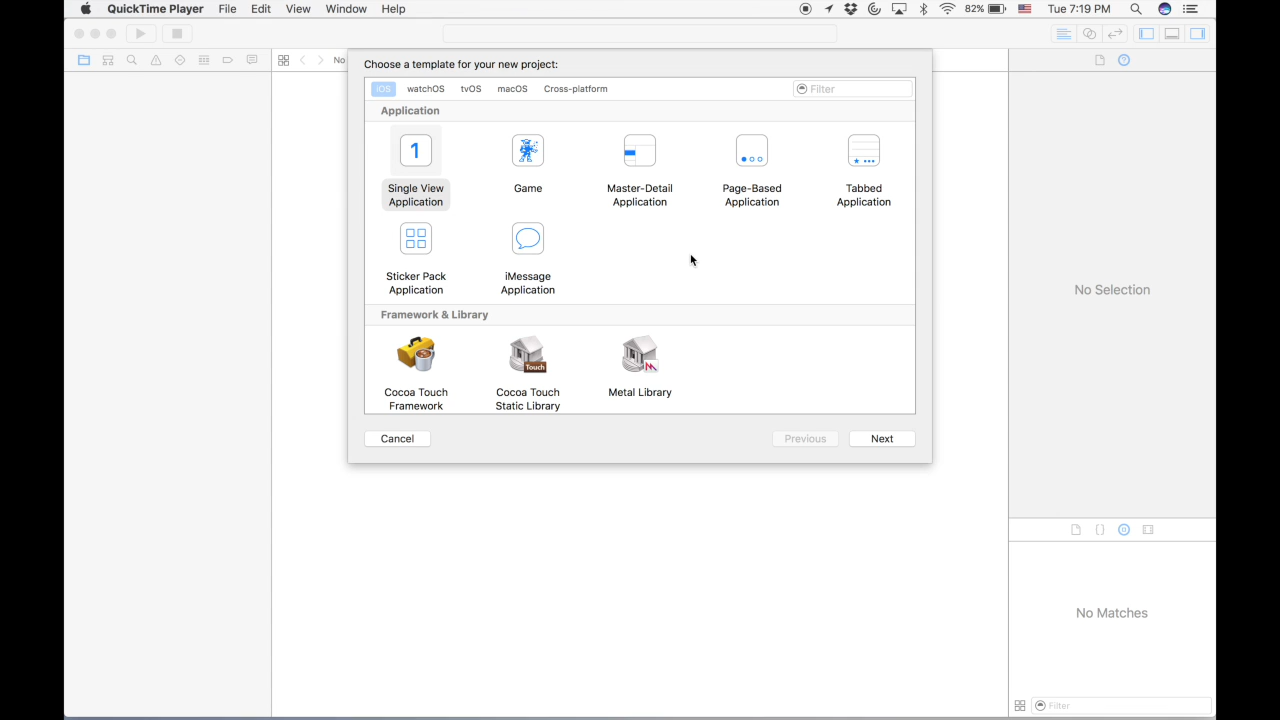 QuickTime Player File Edit View Window Help 82% Tue 7:19 PM
No
Choose a template for your new project:
iOS watchOS tvOS macOS Cross-platform Filter
Application
1
Single View Application
Game
Master-Detail Application
Page-Based Application
Tabbed Application
Sticker Pack Application
iMessage Application
Framework & Library
Touch
Cocoa Touch Framework
Cocoa Touch Static Library
Metal Library
Cancel Previous Next
No Selection
No Matches
Filter